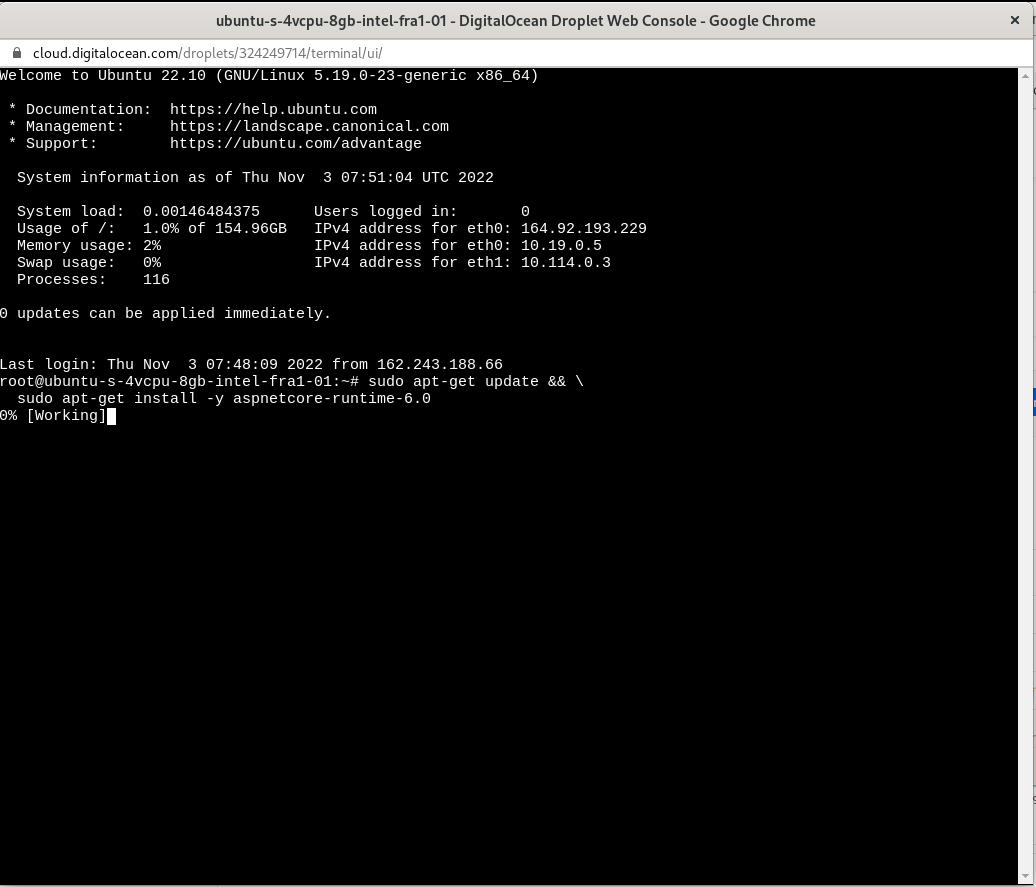 ubuntu-s-4vcpu-8gb-intel-fra1-01 - DigitalOcean Droplet Web Console - Google Chrome
cloud.digitalocean.com/droplets/324249714/terminal/ui/
Welcome to Ubuntu 22.10 (GNU/Linux 5.19.0-23-generic x86_64)
* Documentation:  https://help.ubuntu.com
* Management:     https://landscape.canonical.com
* Support:        https://ubuntu.com/advantage
System information as of Thu Nov  3 07:51:04 UTC 2022
System load:  0.00146484375      Users logged in:       0
Usage of /:   1.0% of 154.96GB   IPv4 address for eth0: 164.92.193.229
Memory usage: 2%                 IPv4 address for eth0: 10.19.0.5
Swap usage:   0%                 IPv4 address for eth1: 10.114.0.3
Processes:    116
0 updates can be applied immediately.
Last login: Thu Nov  3 07:48:09 2022 from 162.243.188.66
root@ubuntu-s-4vcpu-8gb-intel-fra1-01:~# sudo apt-get update && \
sudo apt-get install -y aspnetcore-runtime-6.0
0% [Working]